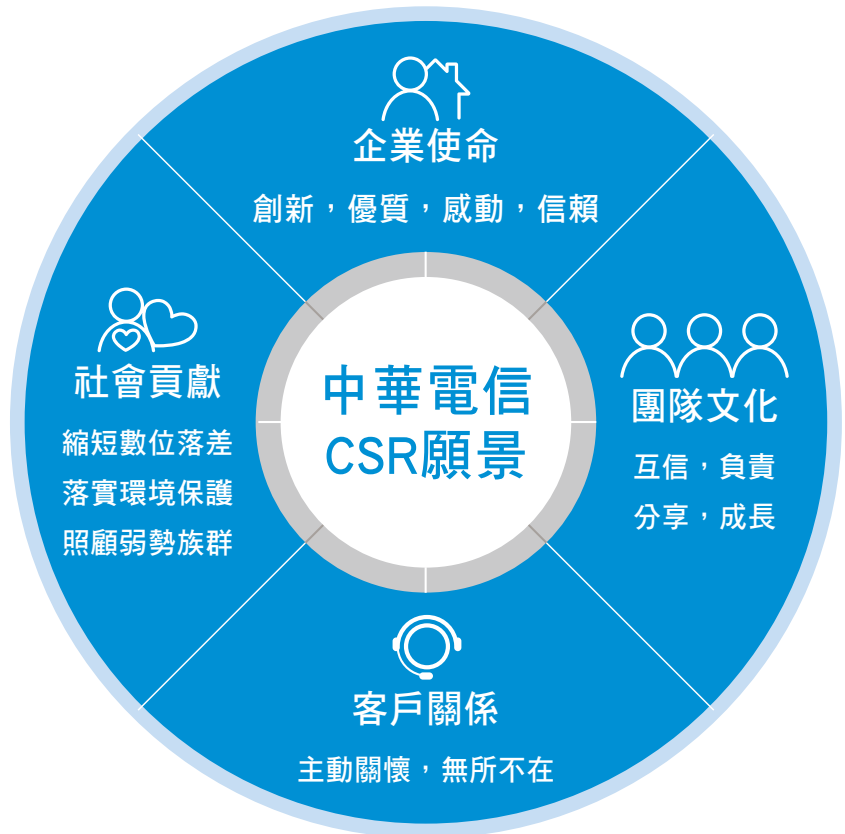 企業使命
創新，優質，感動，信賴
社會貢獻
縮短數位落差
落實環境保護
照顧弱勢族群
中華電信
CSR願景
團隊文化
互信，負責
分享，成長
客戶關係
主動關懷，無所不在